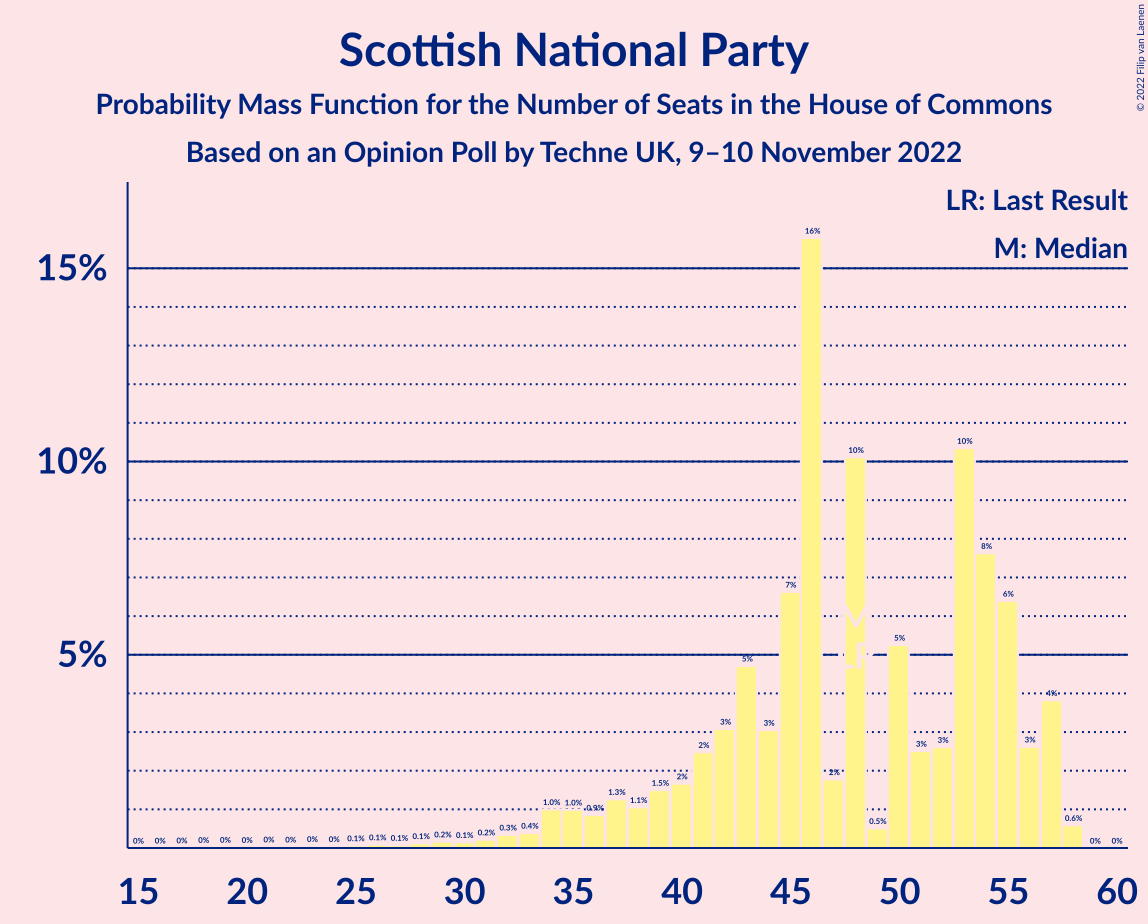 Scottish National Party
Probability Mass Function for the Number of Seats in the House of Commons
Based on an Opinion Poll by Techne UK, 9–10 November 2022
© 2022 Filip van Laenen
LR: Last Result
M: Median
15%
10%
5%
0% 0% 0% 0% 0% 0% 0% 0% 0% 0% 0.1% 0.1% 0.1% 0.1% 0.2% 0.1% 0.2% 0.3% 0.4% 1.0% 1.0% 0.9% 1.3% 1.1% 1.5% 2% 2% 3% 5% 3% 7% 16% 2% 10% 0.5% 5% 3% 3% 10% 8% 6% 3% 4% 0.6% 0% 0%
M
LR
15 20 25 30 35 40 45 50 55 60